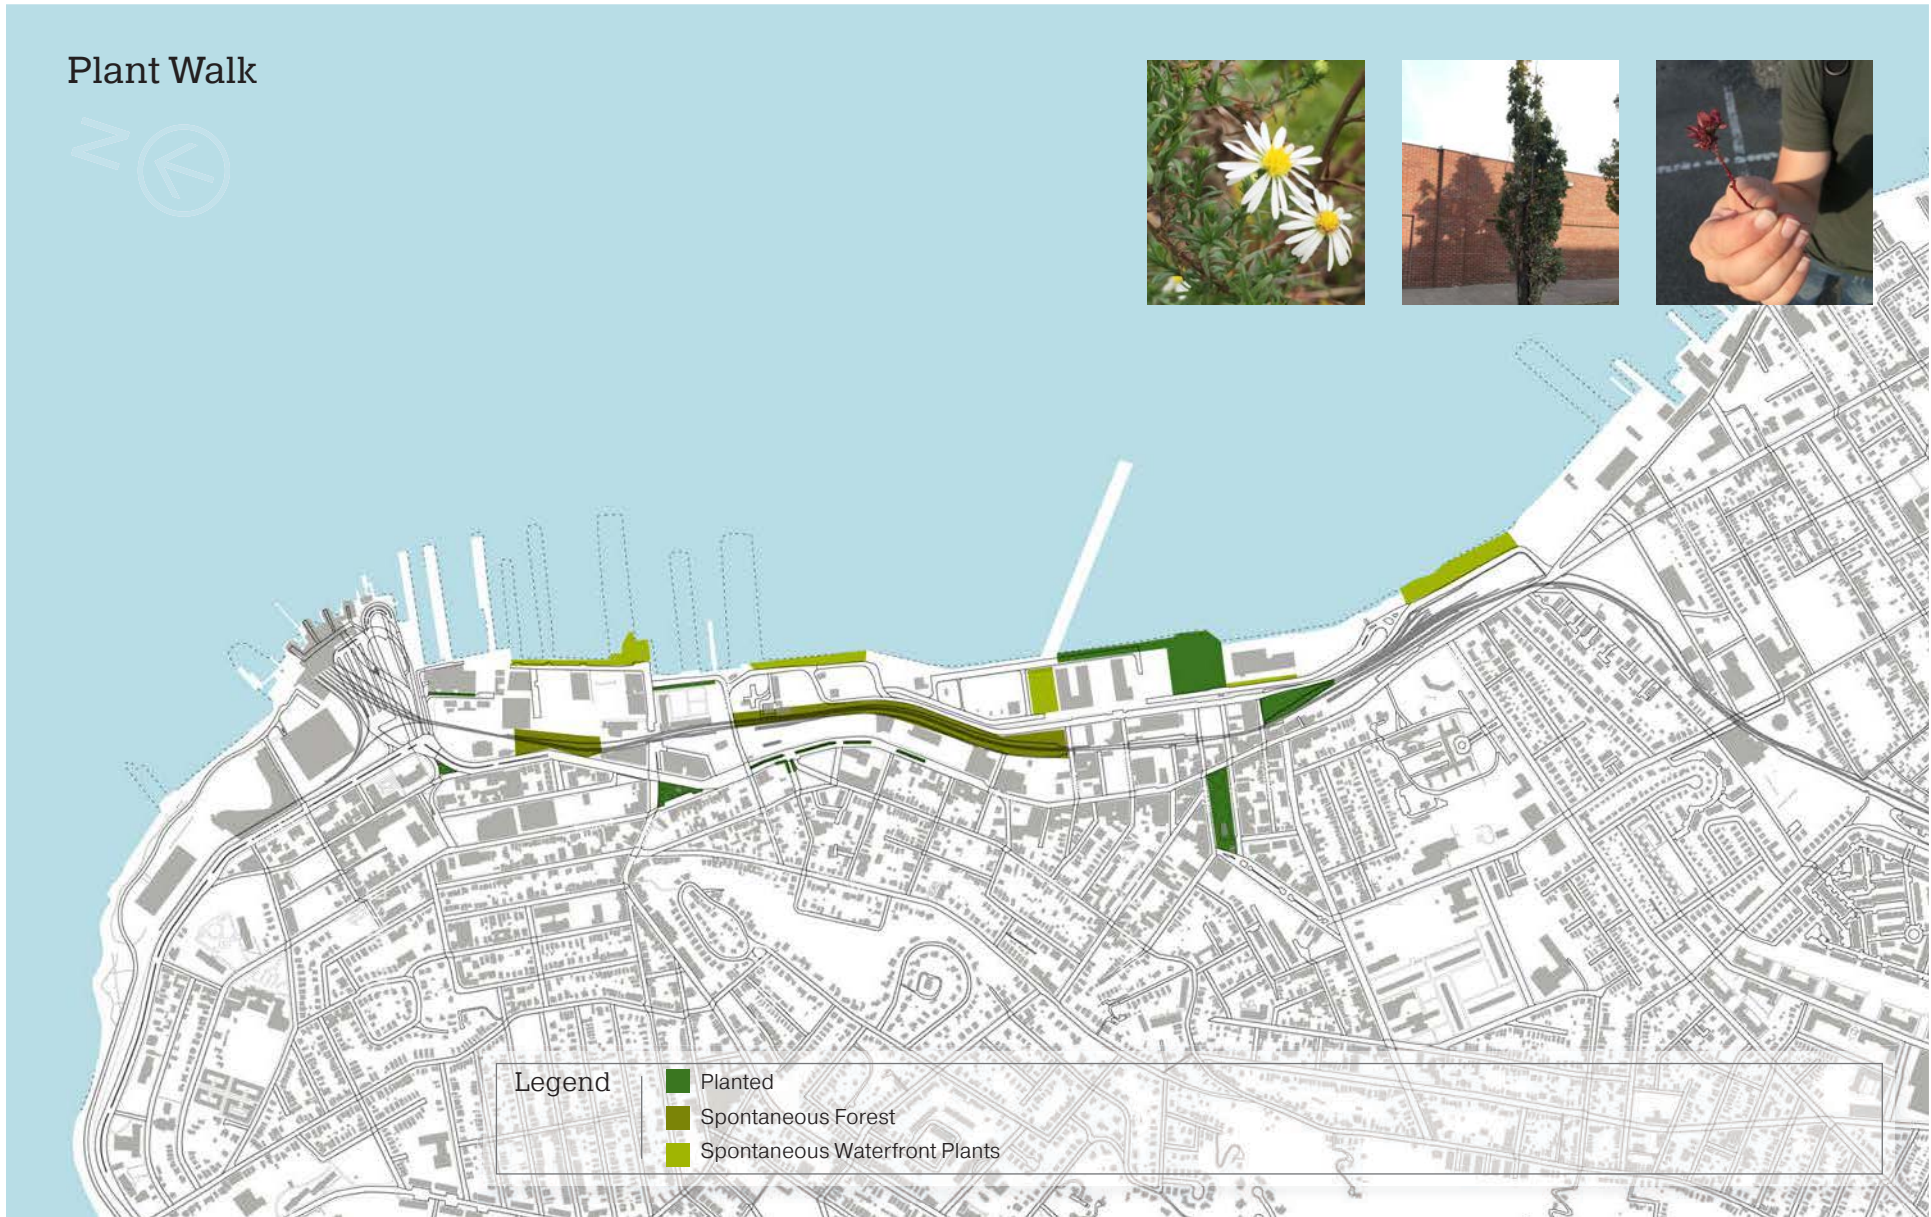 Plant Walk
N
Legend
Planted
Spontaneous Forest
Spontaneous Waterfront Plants